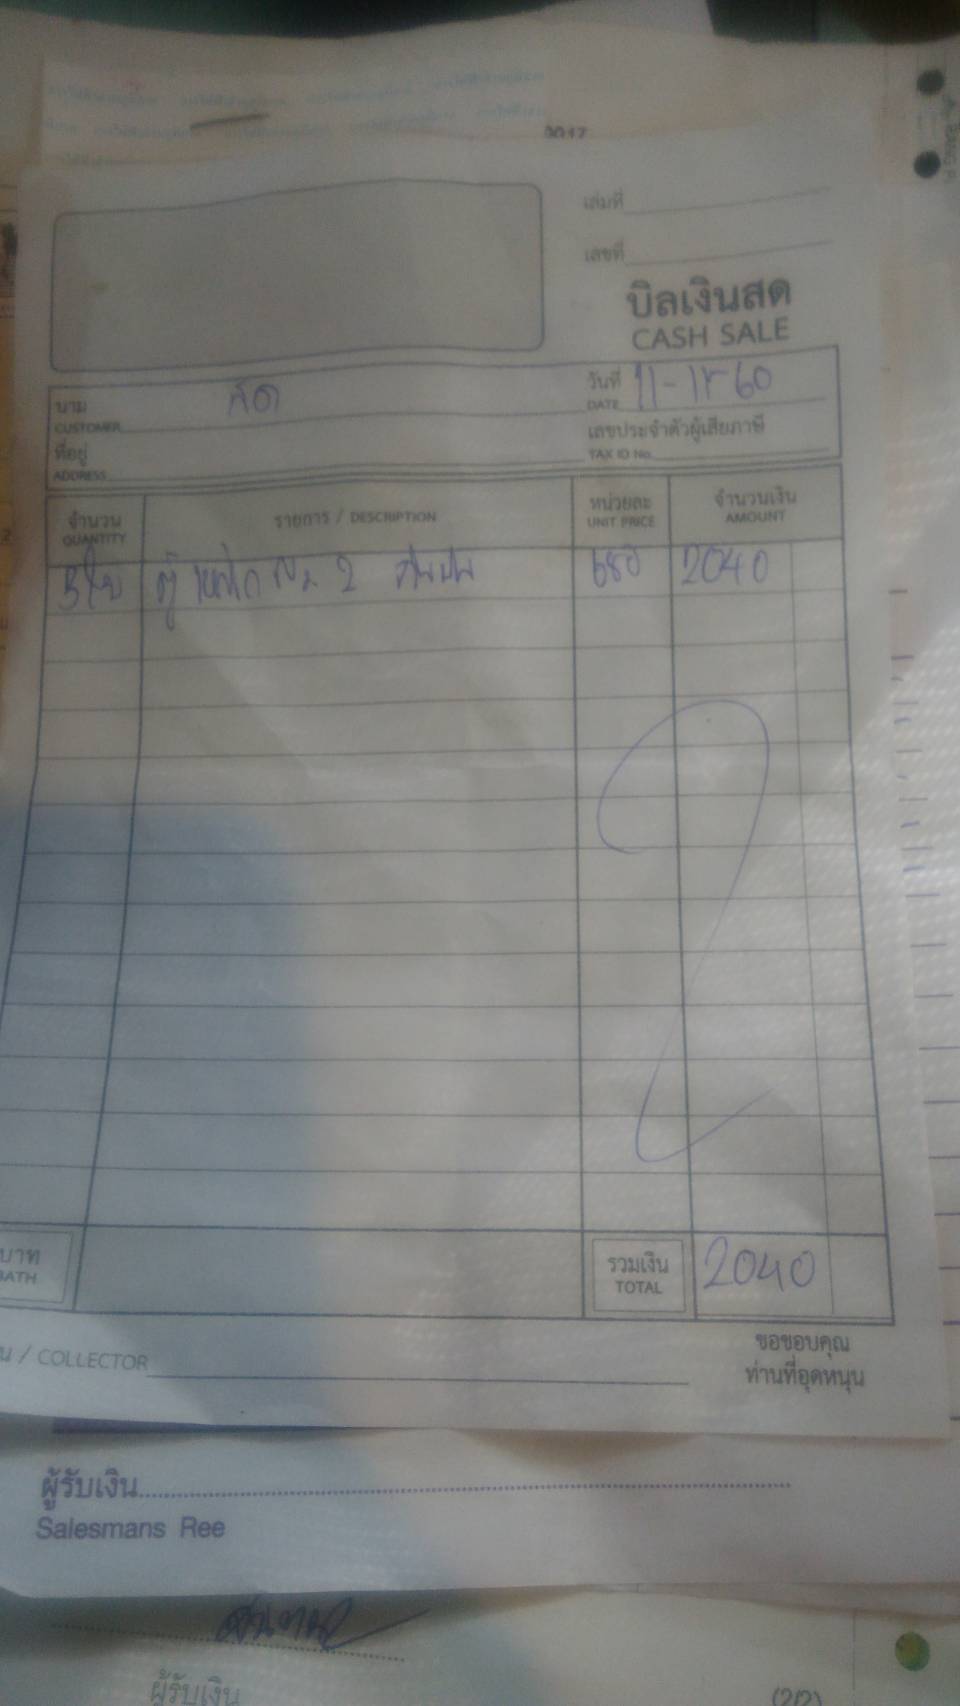 เล่มที่
เลขที่
บิลเงินสด
CASH SALE
นาม สด
CUSTOMER
วันที่ 11-12-60
DATE
ที่อยู่
ADDRESS
เลขประจำตัวผู้เสียภาษี
TAX ID No.
จำนวน รายการ / DESCRIPTION หน่วยละ จำนวนเงิน
QUANTITY UNIT PRICE AMOUNT
3ใบ ตู้ 2 680 2040
บาท
BATH
รวมเงิน 2040
TOTAL
น / COLLECTOR
ขอขอบคุณ
ท่านที่อุดหนุน
ผู้รับเงิน
Salesmans Ree
ผู้รับเงิน
(2/2)